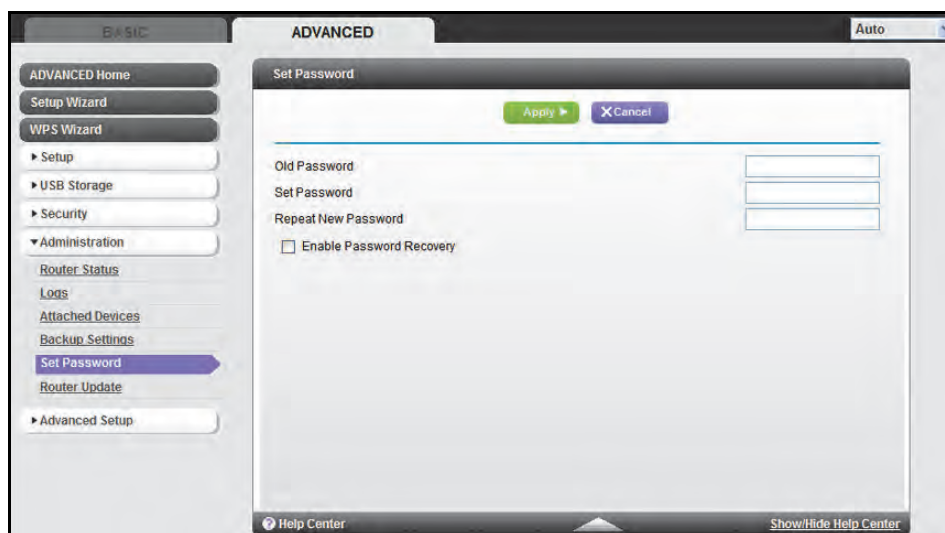 BASIC
ADVANCED
Auto
ADVANCED Home
Setup Wizard
WPS Wizard
Setup
USB Storage
Security
Administration
Router Status
Logs
Attached Devices
Backup Settings
Set Password
Router Update
Advanced Setup
Set Password
Apply
Cancel
Old Password
Set Password
Repeat New Password
Enable Password Recovery
Help Center
Show/Hide Help Center